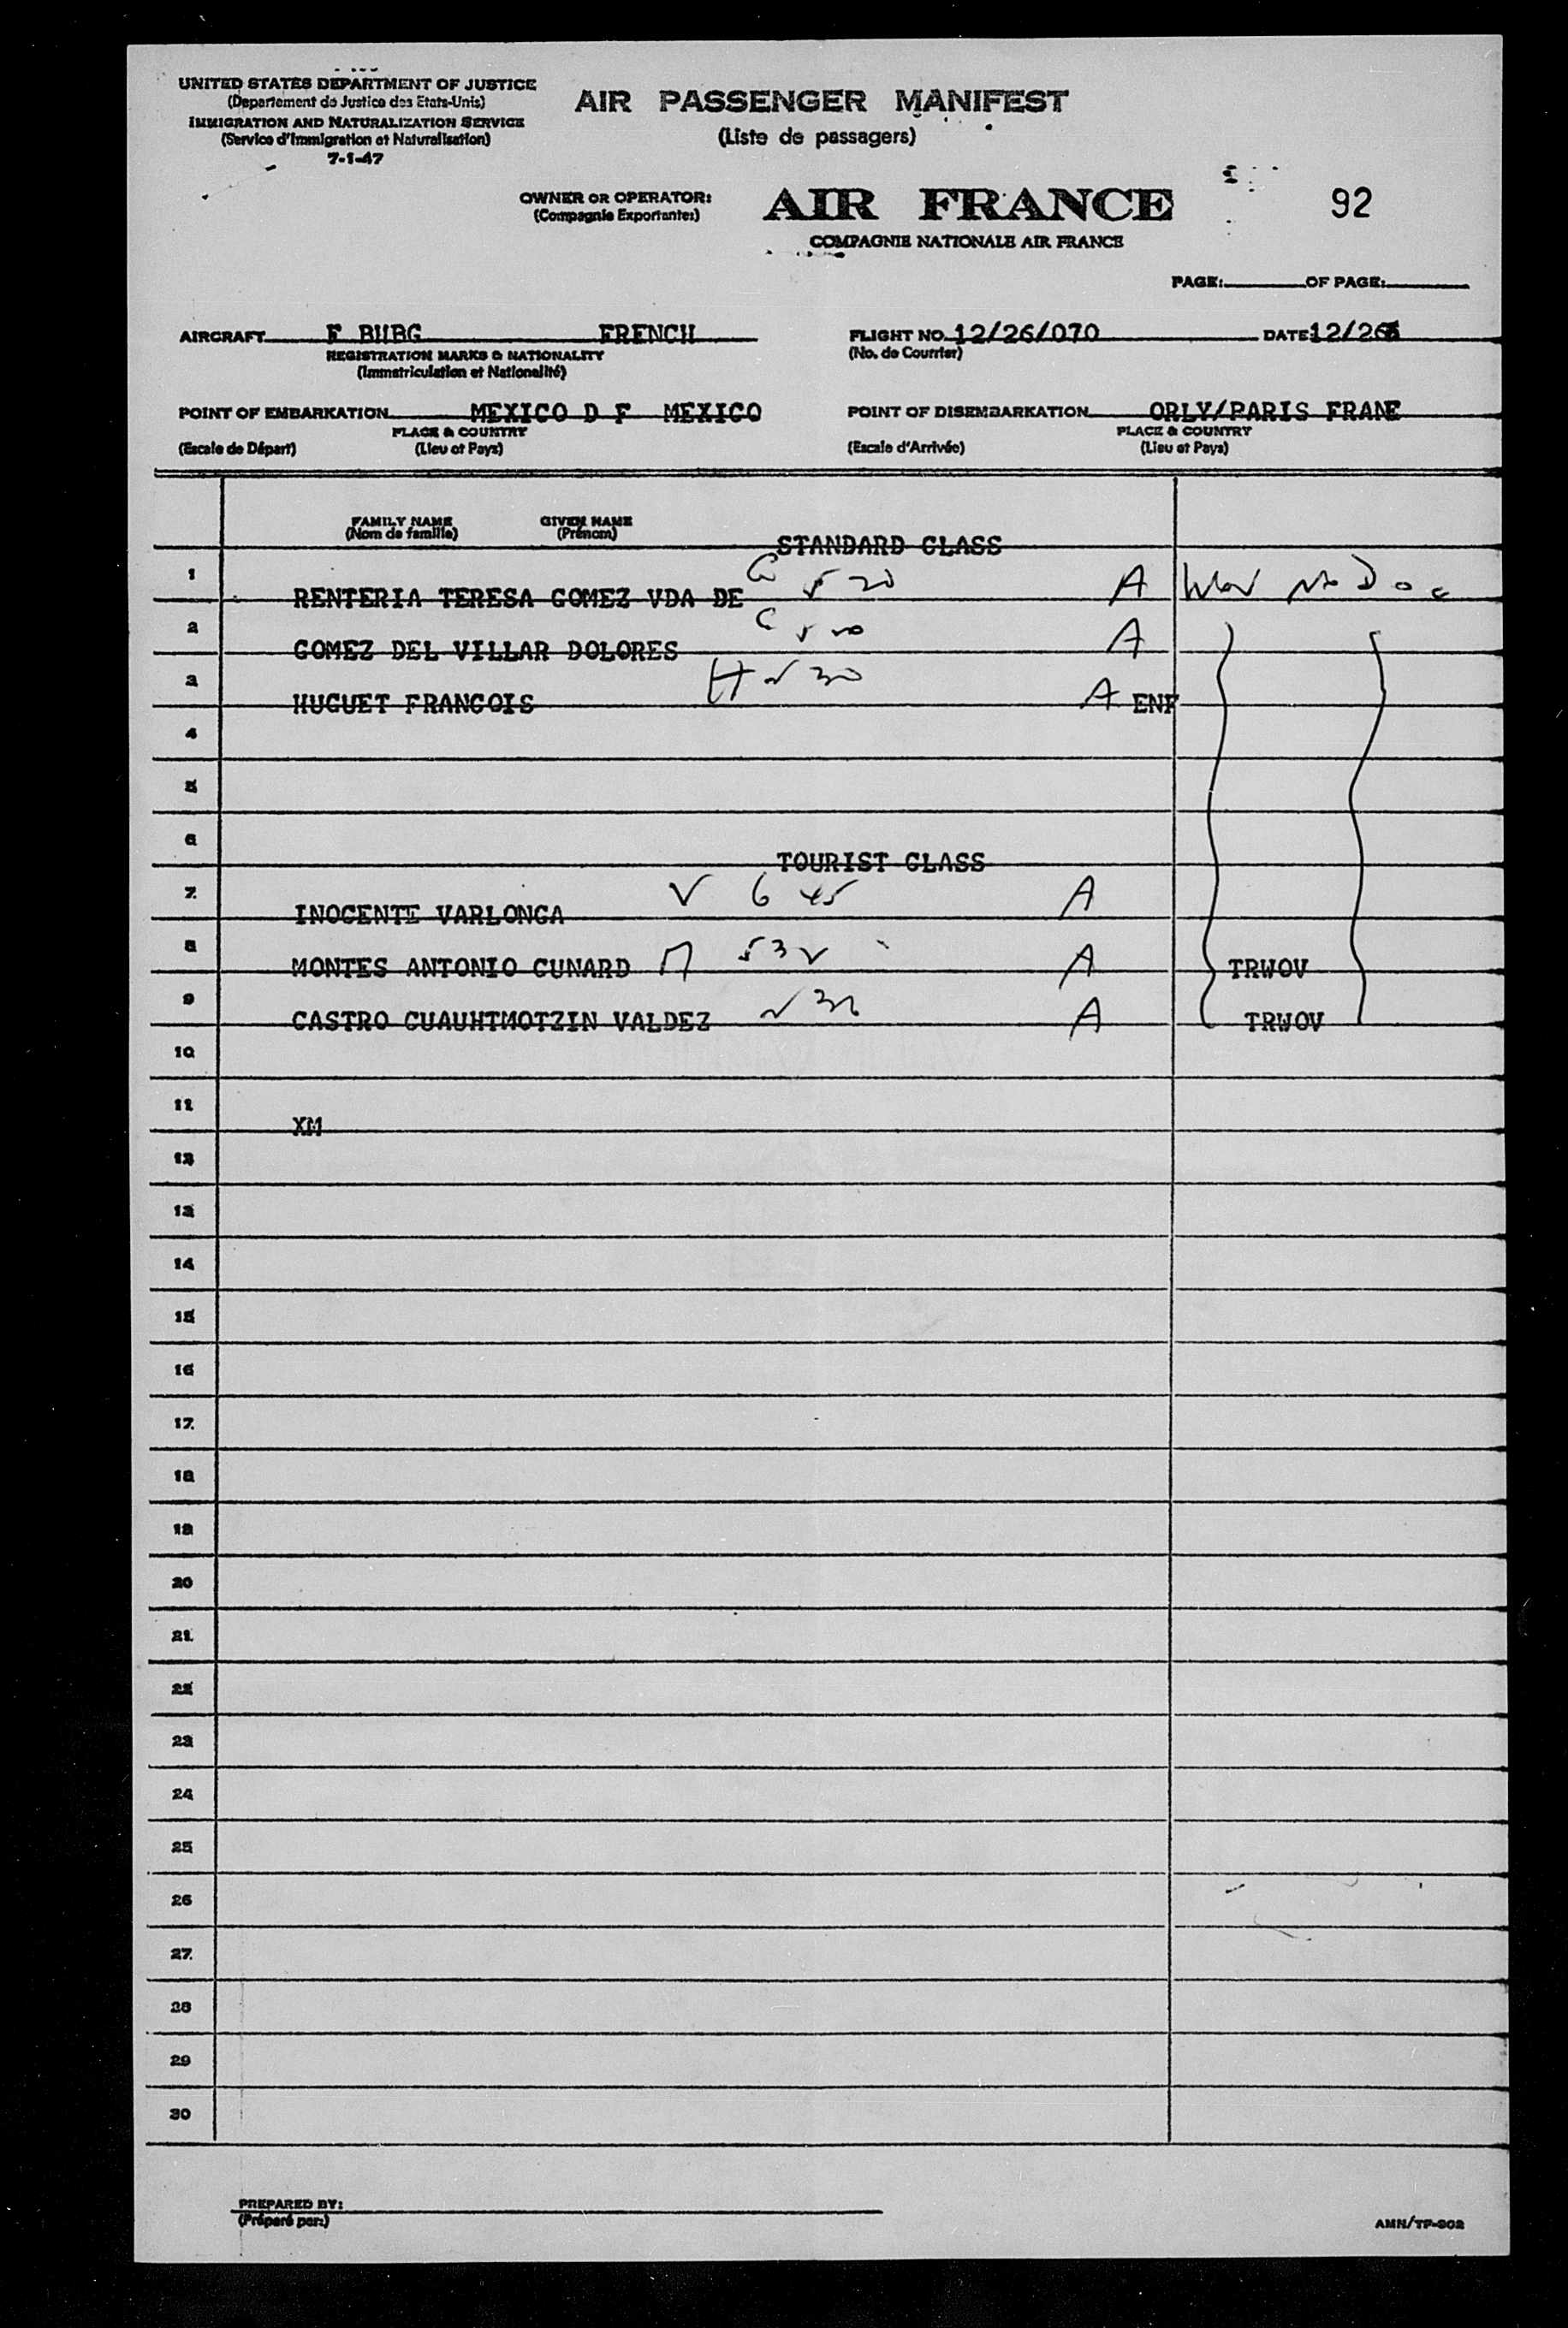 UNITED STATES DEPARTMENT OF JUSTICE
(Departement de Justice des Etats-Unis)
IMMIGRATION AND NATURALIZATION SERVICE
(Service d'Immigration et Naturalisation)
7-1-47
AIR PASSENGER MANIFEST
(Liste de passagers)
OWNER OR OPERATOR: AIR FRANCE 92
(Compagnie Exportante:)
COMPAGNIE NATIONALE AIR FRANCE
PAGE: OF PAGE:
AIRCRAFT F BHBG FRENCH FLIGHT NO. 12/26/070 DATE 12/26
REGISTRATION MARKS & NATIONALITY (No. de Courrier)
(Immatriculation et Nationalité)
POINT OF EMBARKATION MEXICO D F MEXICO POINT OF DISEMBARKATION ORLY/PARIS FRANE
PLACE & COUNTRY PLACE & COUNTRY
(Escale de Départ) (Lieu et Pays) (Escale d'Arrivée) (Lieu et Pays)
FAMILY NAME GIVEN NAME
(Nom de famille) (Prénom)
STANDARD CLASS
1 RENTERIA TERESA GOMEZ VDA DE A
2 GOMEZ DEL VILLAR DOLORES A
3 HUGUET FRANCOIS H A ENF
4
5
6 TOURIST CLASS
7 INOCENTE VARLONGA V 6 45 A
8 MONTES ANTONIO CUNARD A TRWOV
9 CASTRO CUAUHTMOTZIN VALDEZ A TRWOV
10
11 XM
12
13
14
15
16
17
18
19
20
21
22
23
24
25
26
27
28
29
30
PREPARED BY:
(Préparé par:)
AMN/TP-902